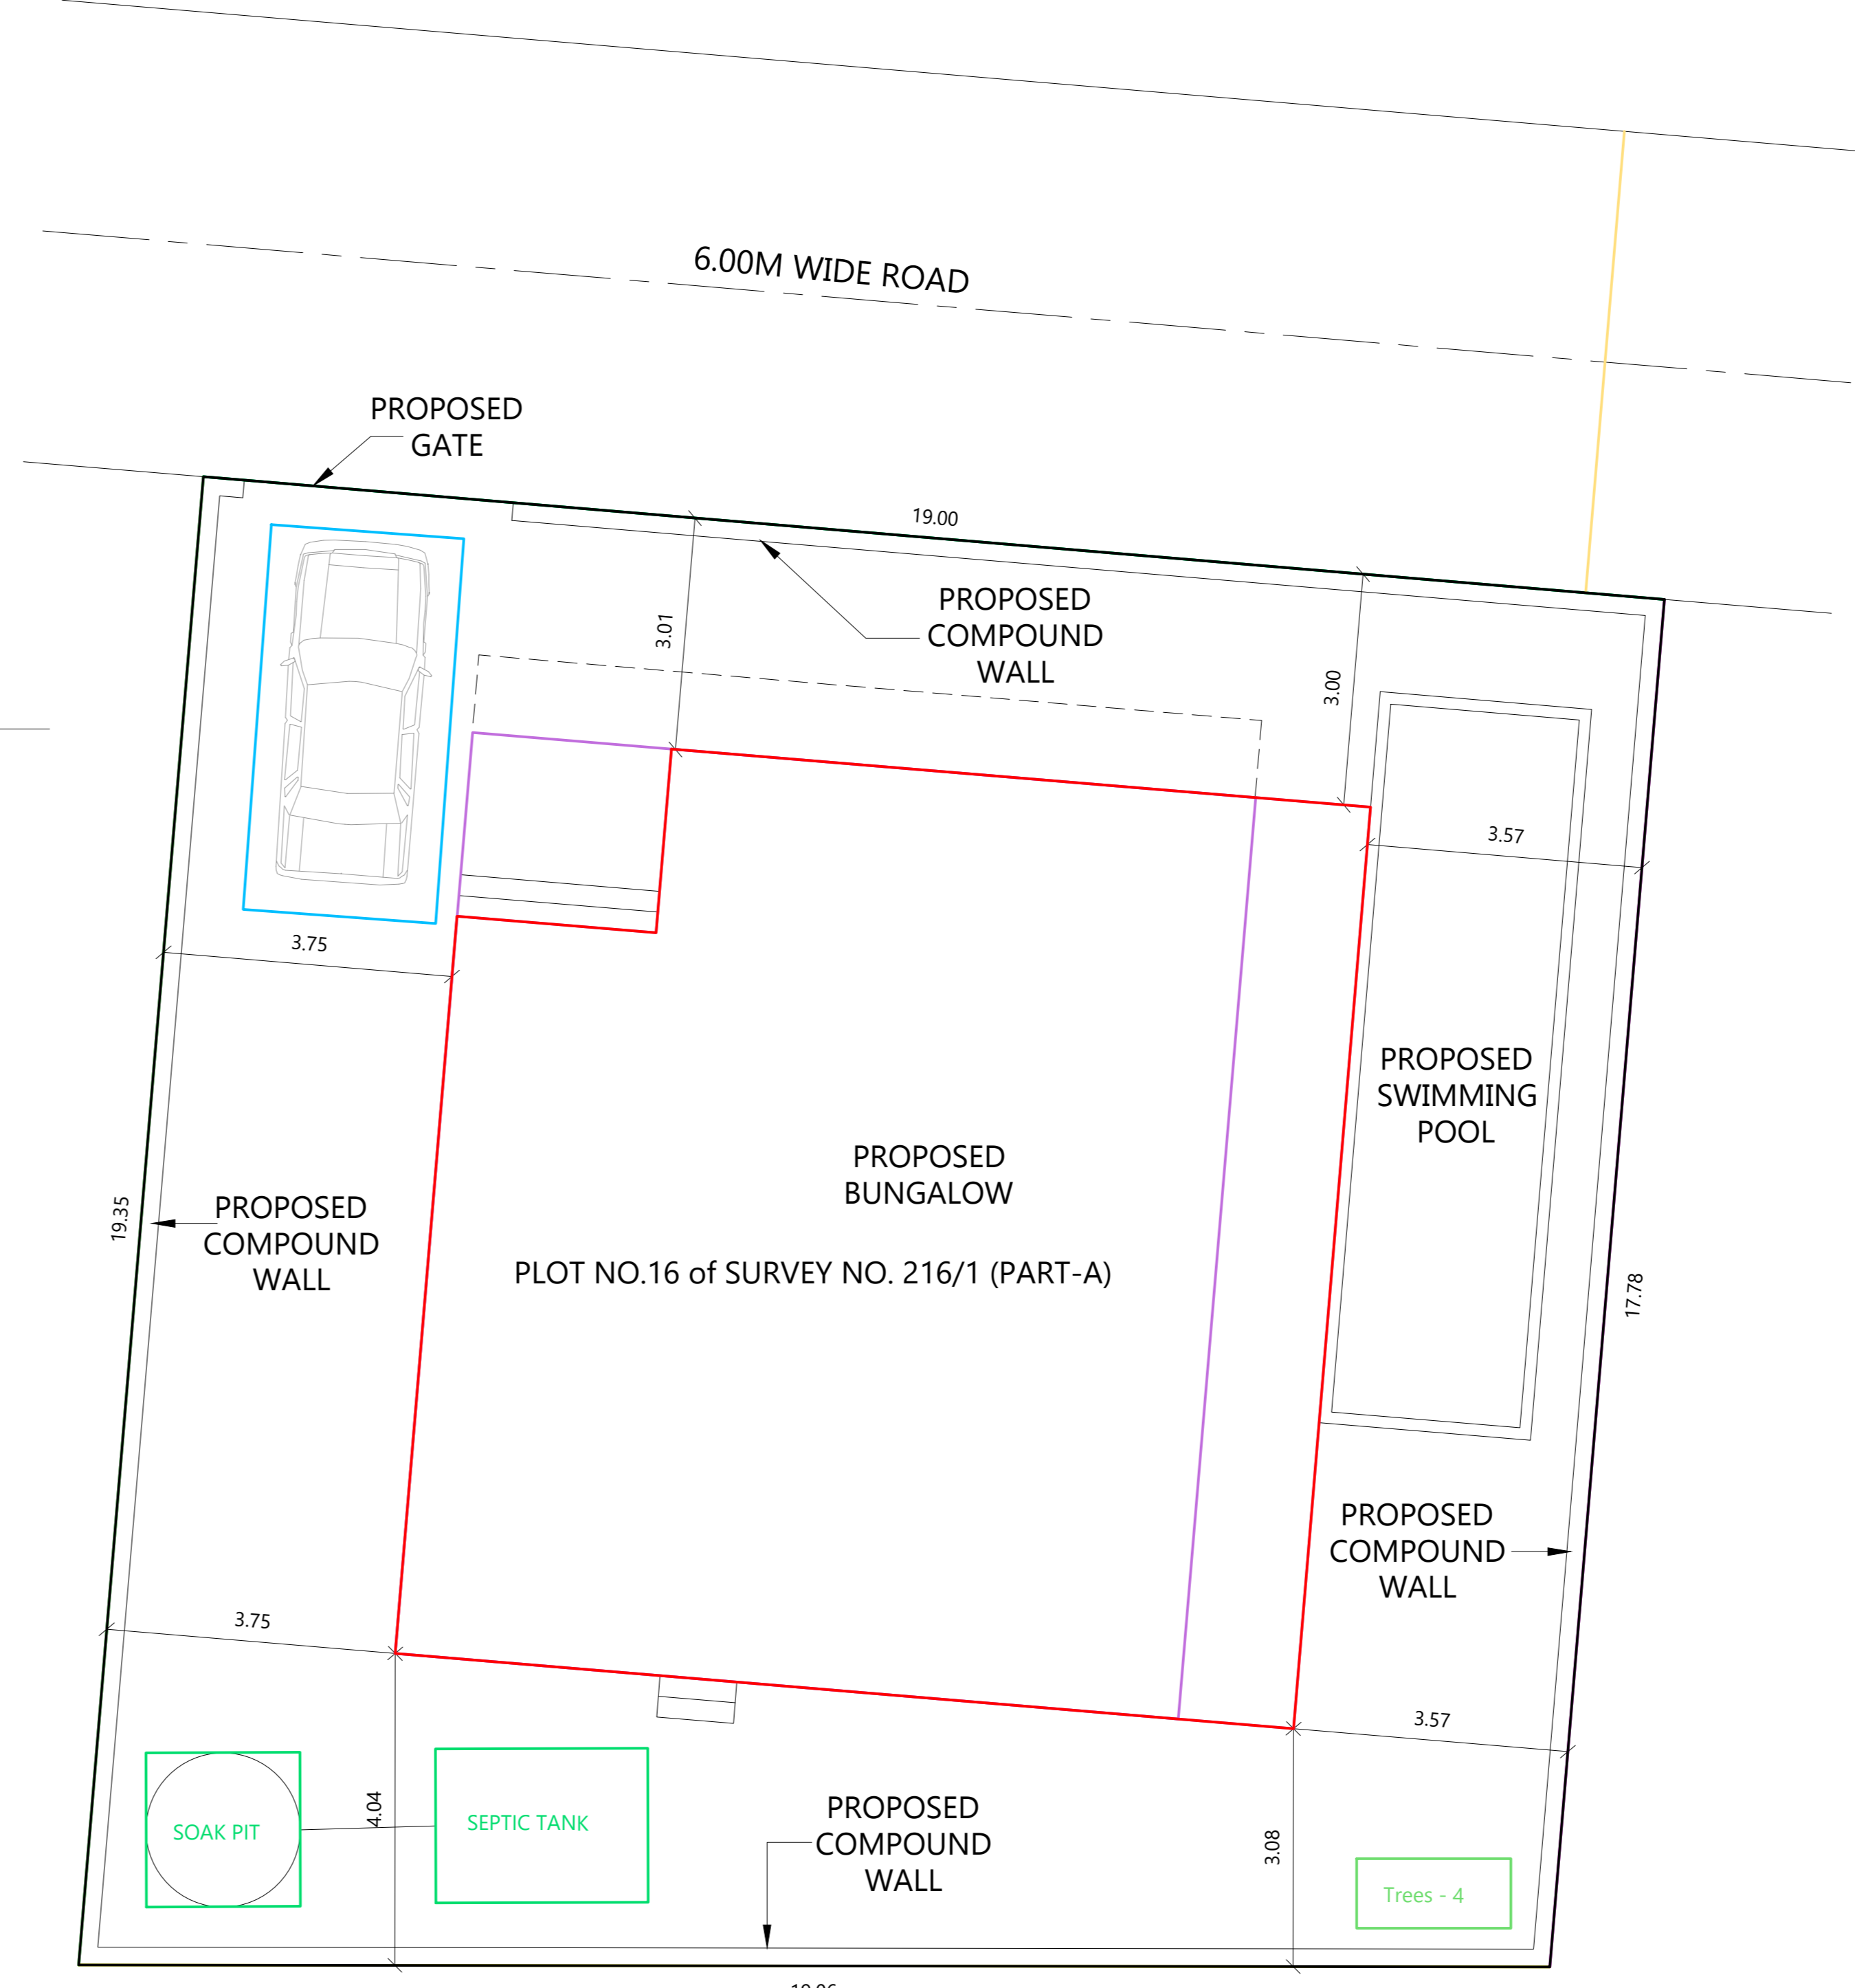 6.00M WIDE ROAD
PROPOSED
GATE
19.00
3.01
PROPOSED
COMPOUND
WALL
3.00
3.57
3.75
PROPOSED
SWIMMING
POOL
PROPOSED
BUNGALOW
PLOT NO.16 of SURVEY NO. 216/1 (PART-A)
19.35
PROPOSED
COMPOUND
WALL
17.78
PROPOSED
COMPOUND
WALL
3.75
3.57
SOAK PIT
4.04
SEPTIC TANK
PROPOSED
COMPOUND
WALL
3.08
Trees - 4